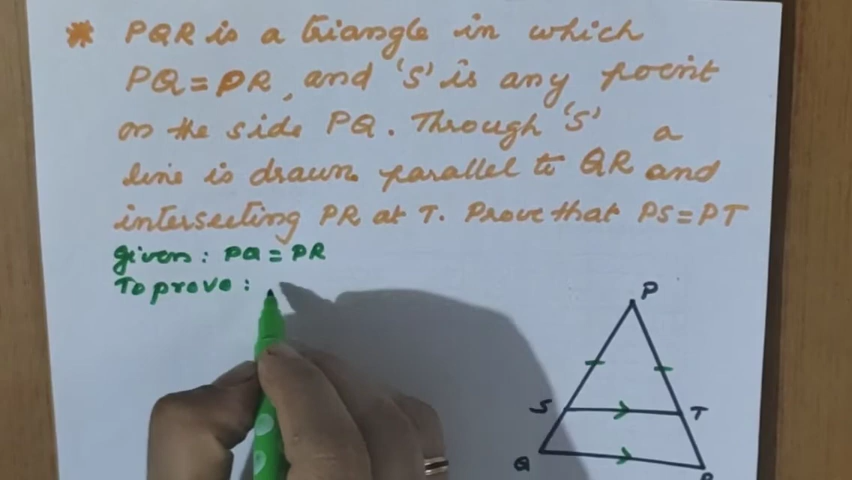 * PQR is a triangle in which
PQ = PR, and 'S' is any point
on the side PQ. Through 'S' a
line is drawn parallel to QR and
intersecting PR at T. Prove that PS = PT
Given: PQ = PR
To prove:
P
S
T
Q
R